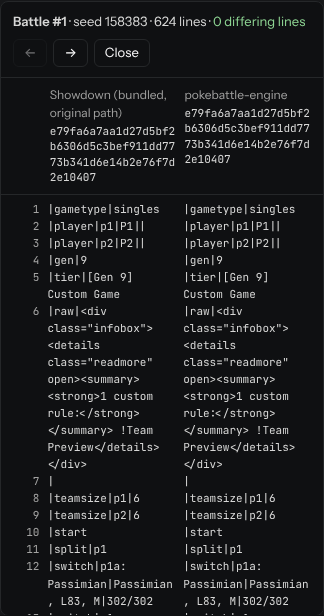 Battle #1 · seed 158383 · 624 lines · 0 differing lines
← → Close
Showdown (bundled, original path)
e79fa6a7aa1d27d5bf2
b6306d5c3bef911dd77
73b341d6e14b2e76f7d
2e10407
pokebattle-engine
e79fa6a7aa1d27d5bf2
b6306d5c3bef911dd77
73b341d6e14b2e76f7d
2e10407
1 |gametype|singles |gametype|singles
2 |player|p1|P1|| |player|p1|P1||
3 |player|p2|P2|| |player|p2|P2||
4 |gen|9 |gen|9
5 |tier|[Gen 9] |tier|[Gen 9]
Custom Game Custom Game
6 |raw|<div |raw|<div
class="infobox"> class="infobox">
<details <details
class="readmore" class="readmore"
open><summary> open><summary>
<strong>1 custom <strong>1 custom
rule:</strong> rule:</strong>
</summary> !Team </summary> !Team
Preview</details> Preview</details>
</div> </div>
7 | |
8 |teamsize|p1|6 |teamsize|p1|6
9 |teamsize|p2|6 |teamsize|p2|6
10 |start |start
11 |split|p1 |split|p1
12 |switch|p1a: |switch|p1a:
Passimian|Passimian Passimian|Passimian
, L83, M|302/302 , L83, M|302/302